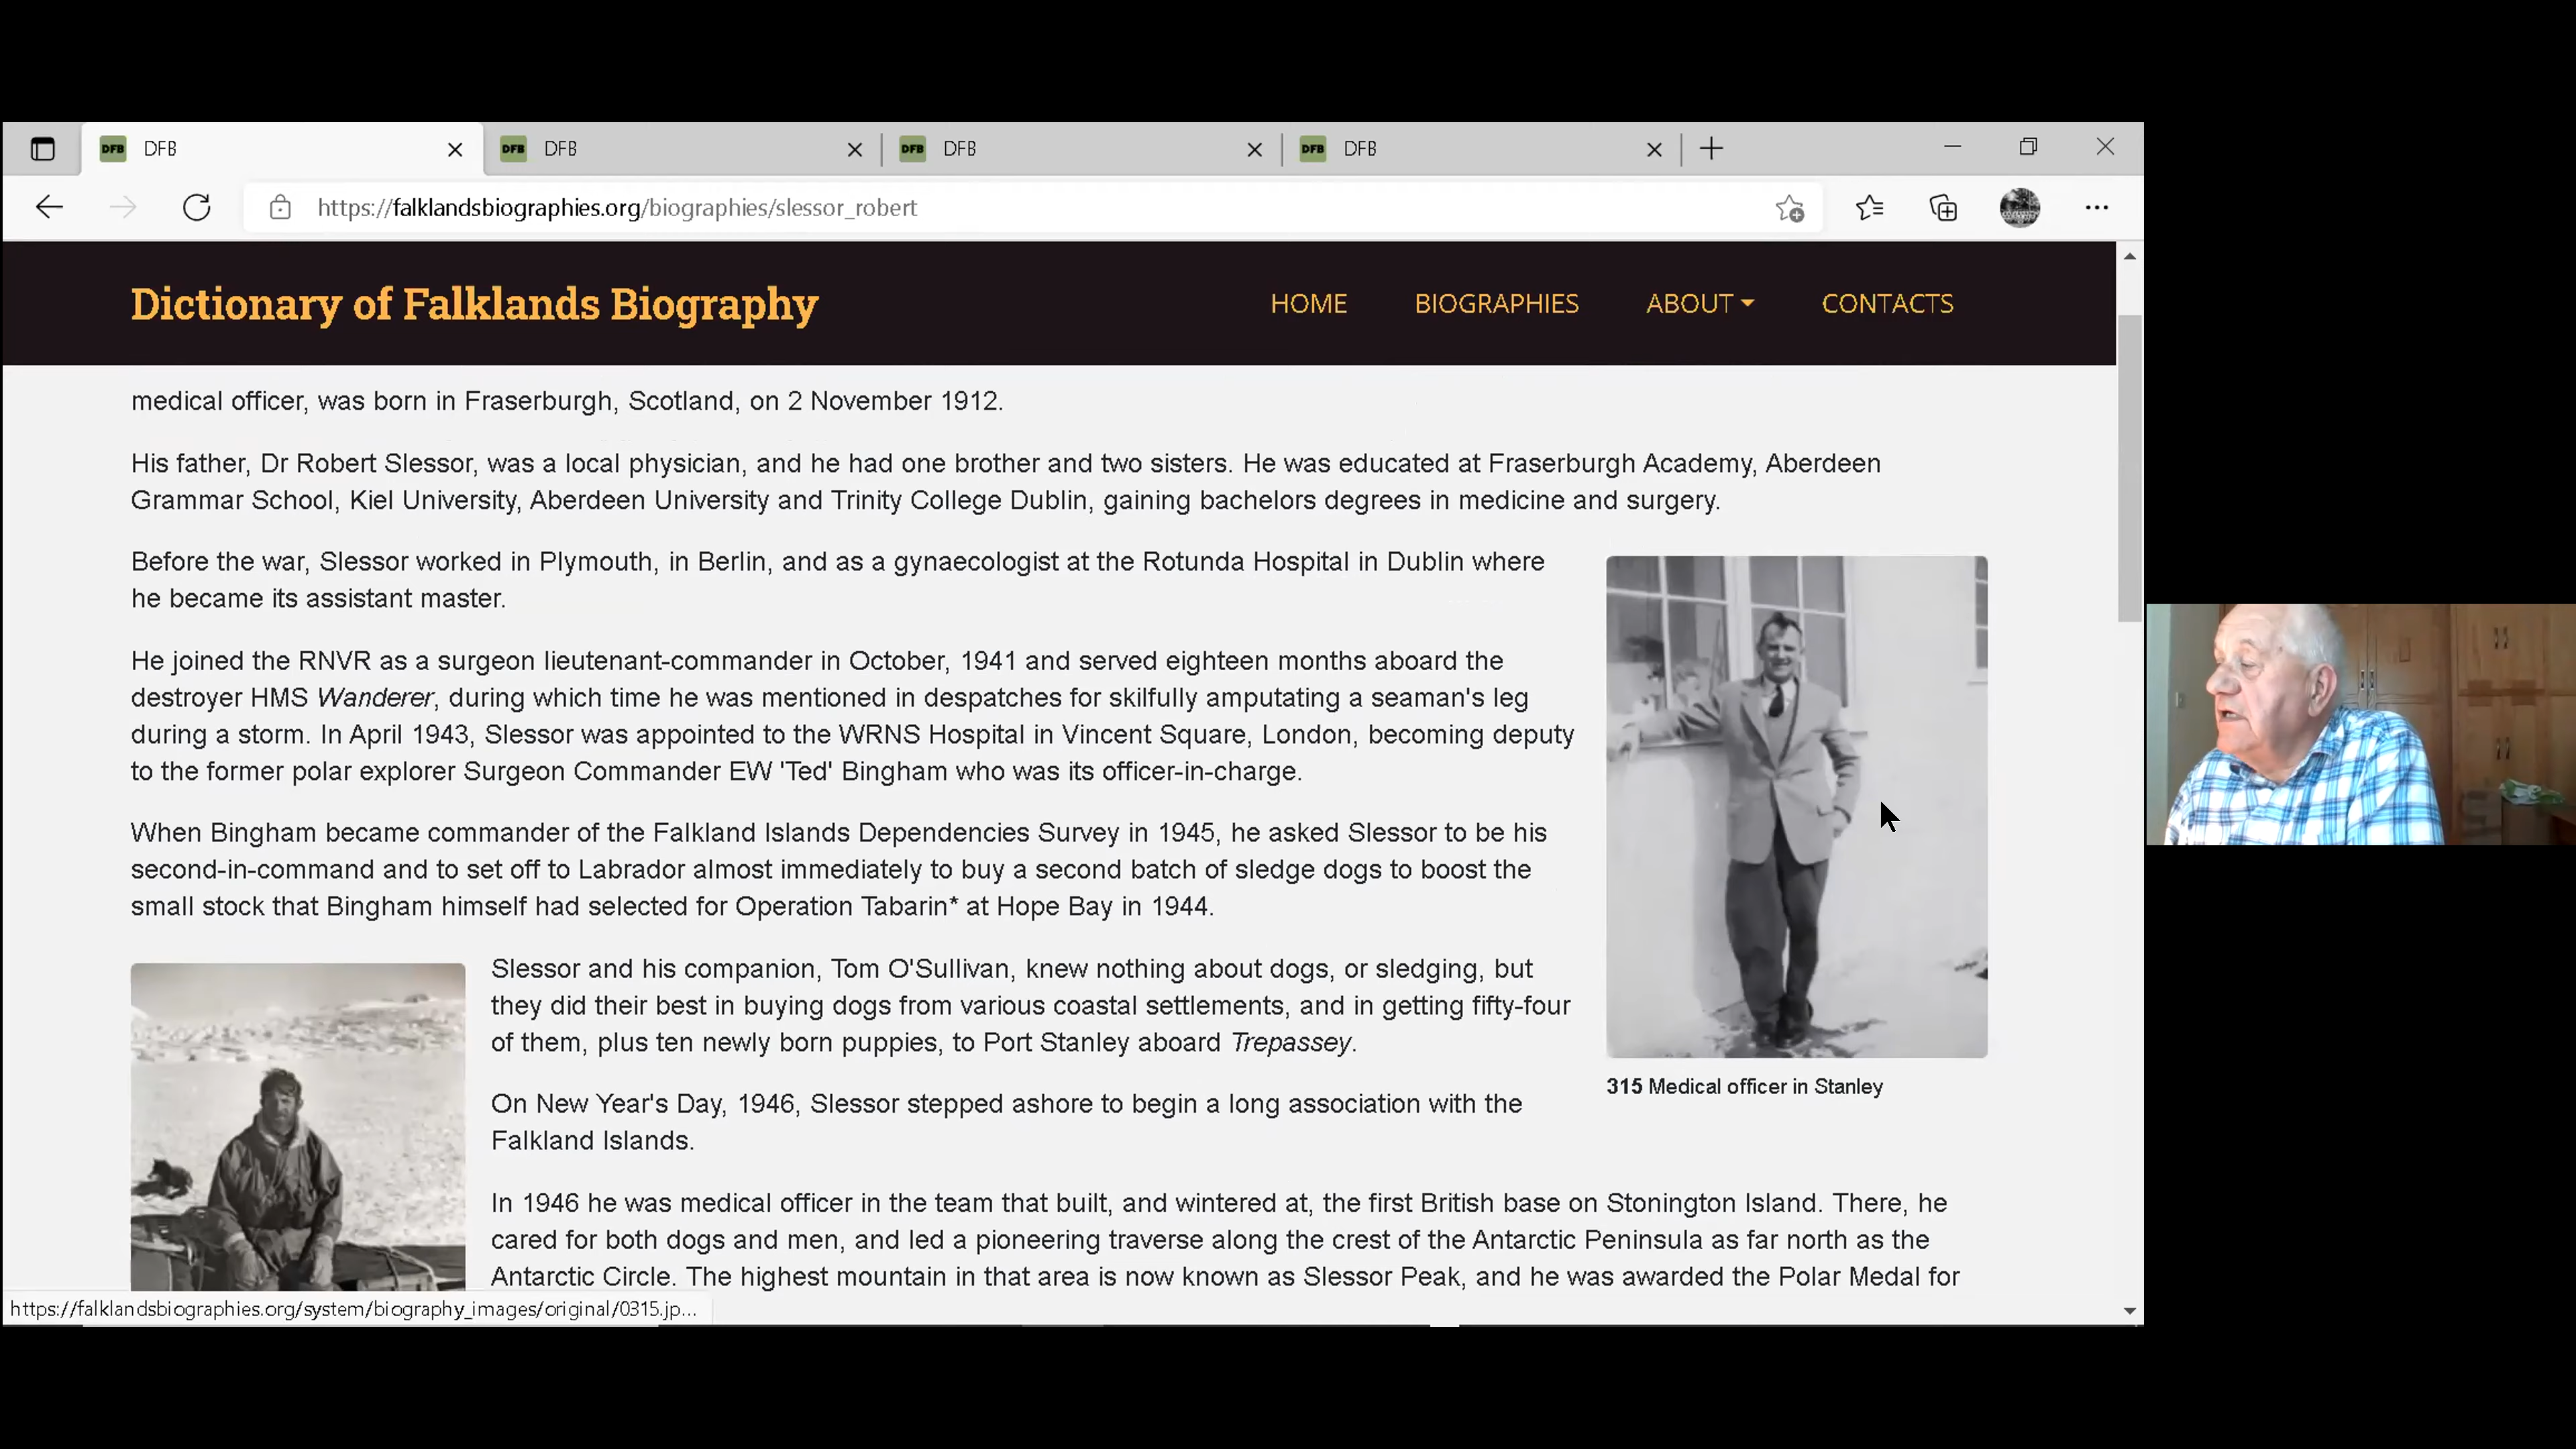 DFB
DFB
DFB
DFB
DFB
DFB
DFB
DFB
https://falklandsbiographies.org/biographies/slessor_robert
Dictionary of Falklands Biography
HOME
BIOGRAPHIES
ABOUT
CONTACTS
medical officer, was born in Fraserburgh, Scotland, on 2 November 1912.
His father, Dr Robert Slessor, was a local physician, and he had one brother and two sisters. He was educated at Fraserburgh Academy, Aberdeen
Grammar School, Kiel University, Aberdeen University and Trinity College Dublin, gaining bachelors degrees in medicine and surgery.
Before the war, Slessor worked in Plymouth, in Berlin, and as a gynaecologist at the Rotunda Hospital in Dublin where
he became its assistant master.
He joined the RNVR as a surgeon lieutenant-commander in October, 1941 and served eighteen months aboard the
destroyer HMS Wanderer, during which time he was mentioned in despatches for skilfully amputating a seaman's leg
during a storm. In April 1943, Slessor was appointed to the WRNS Hospital in Vincent Square, London, becoming deputy
to the former polar explorer Surgeon Commander EW 'Ted' Bingham who was its officer-in-charge.
When Bingham became commander of the Falkland Islands Dependencies Survey in 1945, he asked Slessor to be his
second-in-command and to set off to Labrador almost immediately to buy a second batch of sledge dogs to boost the
small stock that Bingham himself had selected for Operation Tabarin* at Hope Bay in 1944.
Slessor and his companion, Tom O'Sullivan, knew nothing about dogs, or sledging, but
they did their best in buying dogs from various coastal settlements, and in getting fifty-four
of them, plus ten newly born puppies, to Port Stanley aboard Trepassey.
315 Medical officer in Stanley
On New Year's Day, 1946, Slessor stepped ashore to begin a long association with the
Falkland Islands.
In 1946 he was medical officer in the team that built, and wintered at, the first British base on Stonington Island. There, he
cared for both dogs and men, and led a pioneering traverse along the crest of the Antarctic Peninsula as far north as the
Antarctic Circle. The highest mountain in that area is now known as Slessor Peak, and he was awarded the Polar Medal for
https://falklandsbiographies.org/system/biography_images/original/0315.jp...